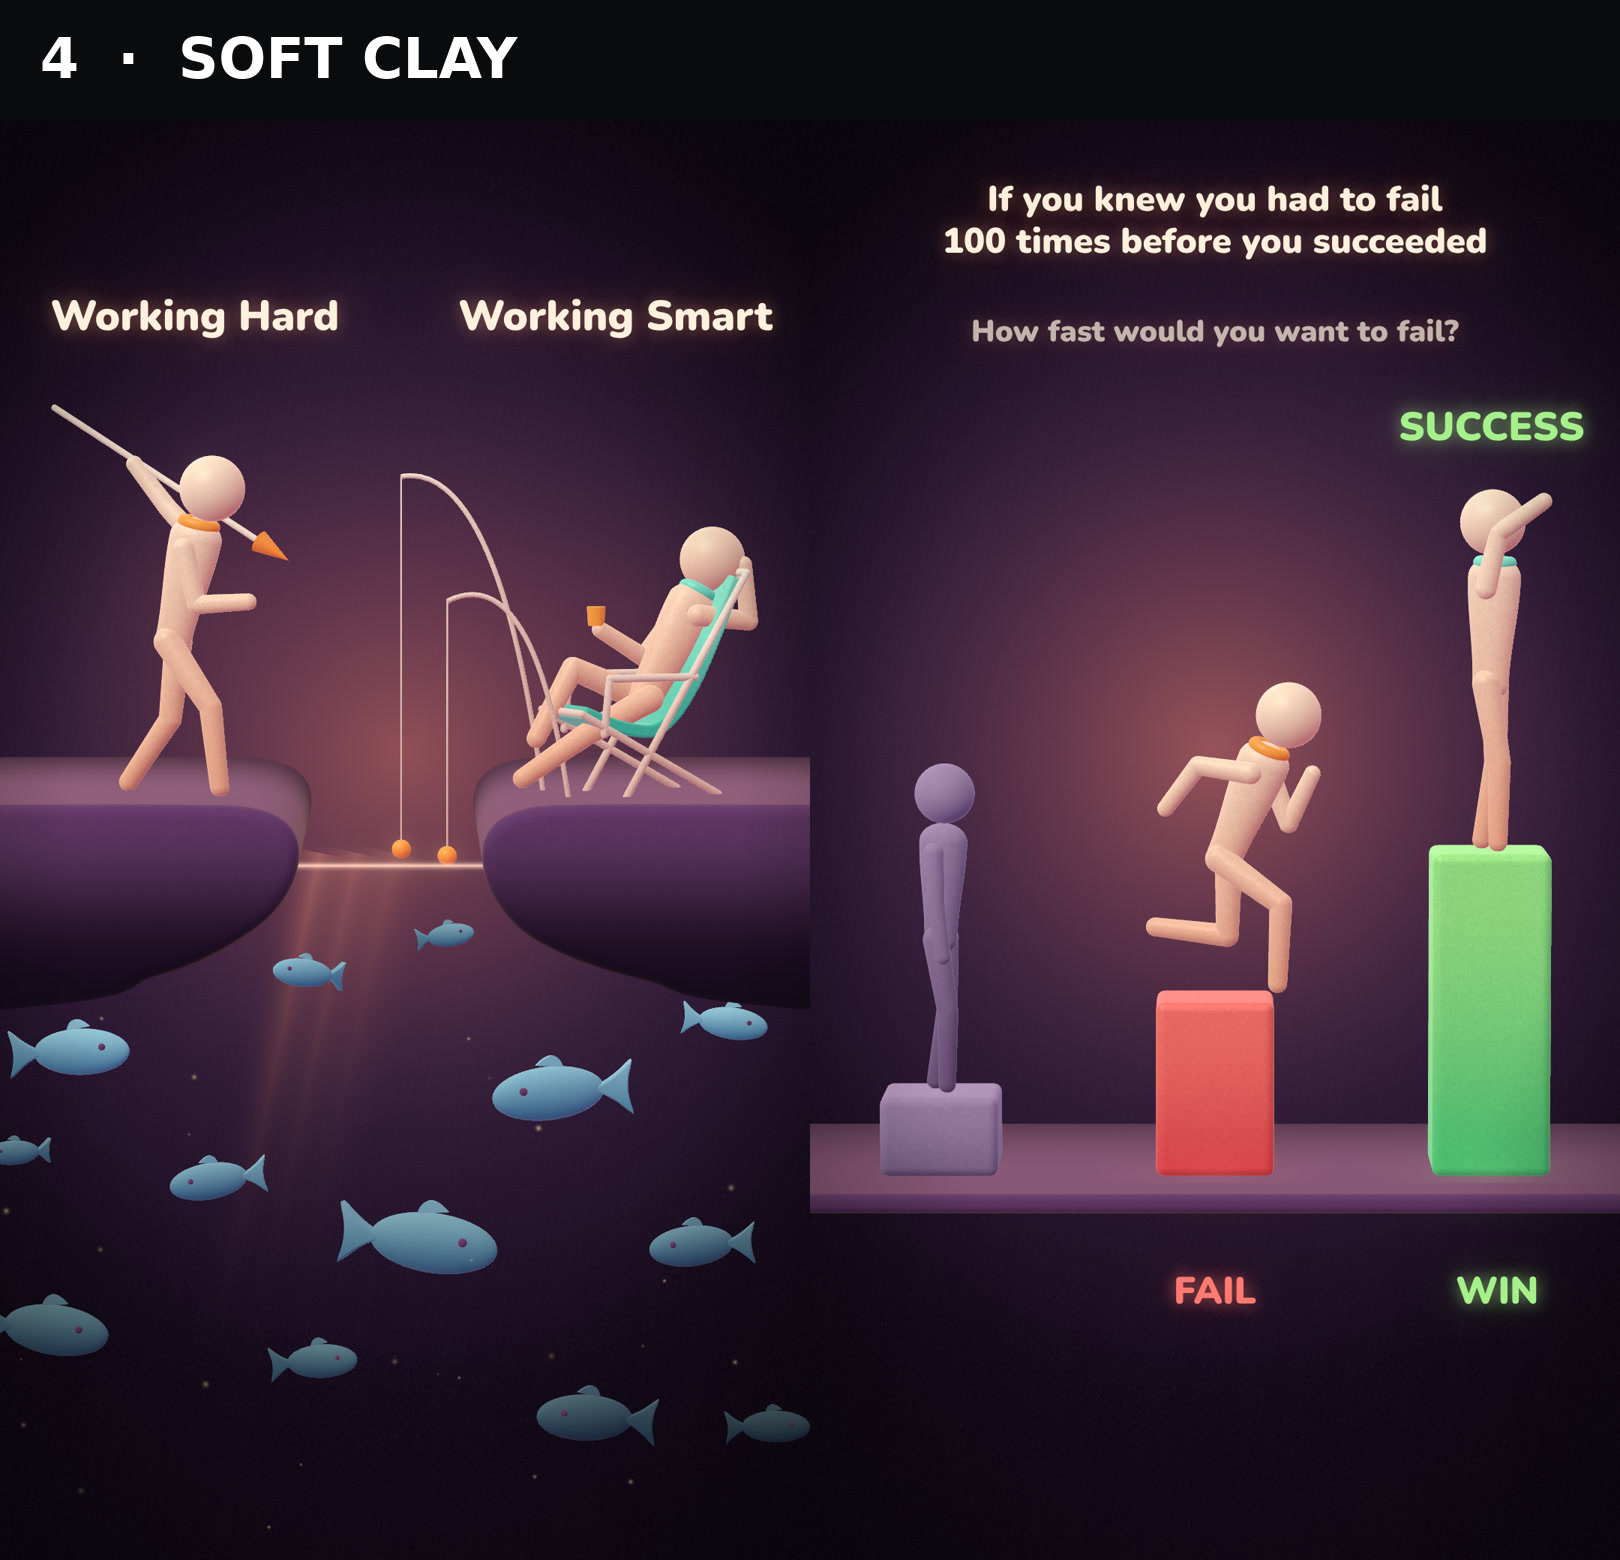 4 · SOFT CLAY
Working Hard
Working Smart
If you knew you had to fail
100 times before you succeeded
How fast would you want to fail?
SUCCESS
FAIL
WIN